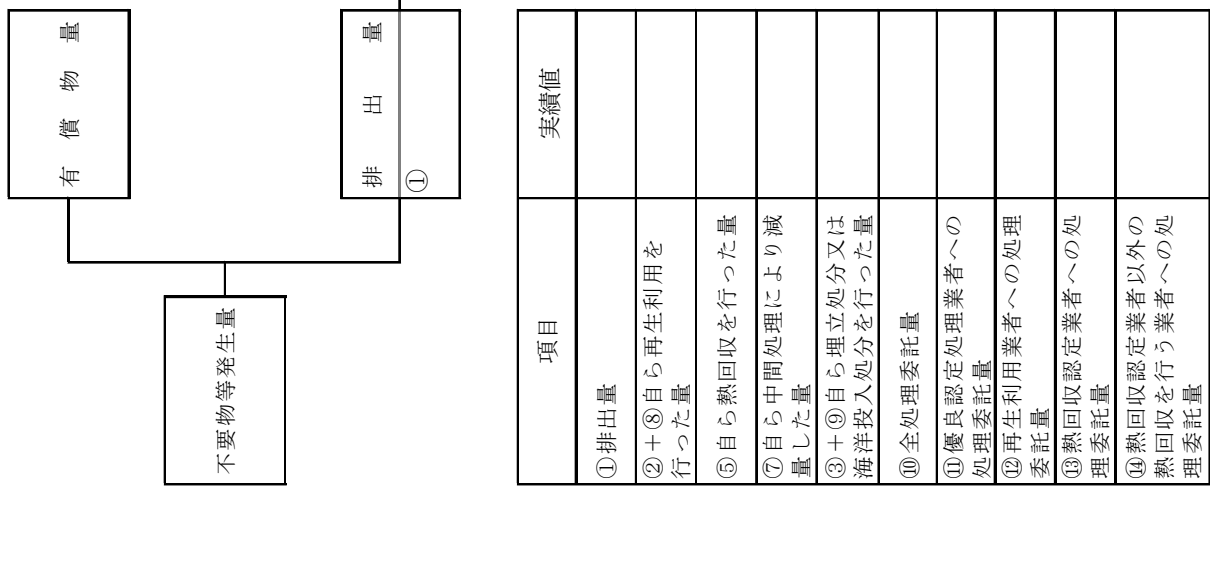 不要物等発生量
有償物量
排出量
①
項目
実績値
①排出量
②＋⑧自ら再生利用を
行った量
⑤自ら熱回収を行った量
⑦自ら中間処理により減
量した量
③＋⑨自ら埋立処分又は
海洋投入処分を行った量
⑩全処理委託量
⑪優良認定処理業者への
処理委託量
⑫再生利用業者への処理
委託量
⑬熱回収認定業者への処
理委託量
⑭熱回収認定業者以外の
熱回収を行う業者への処
理委託量